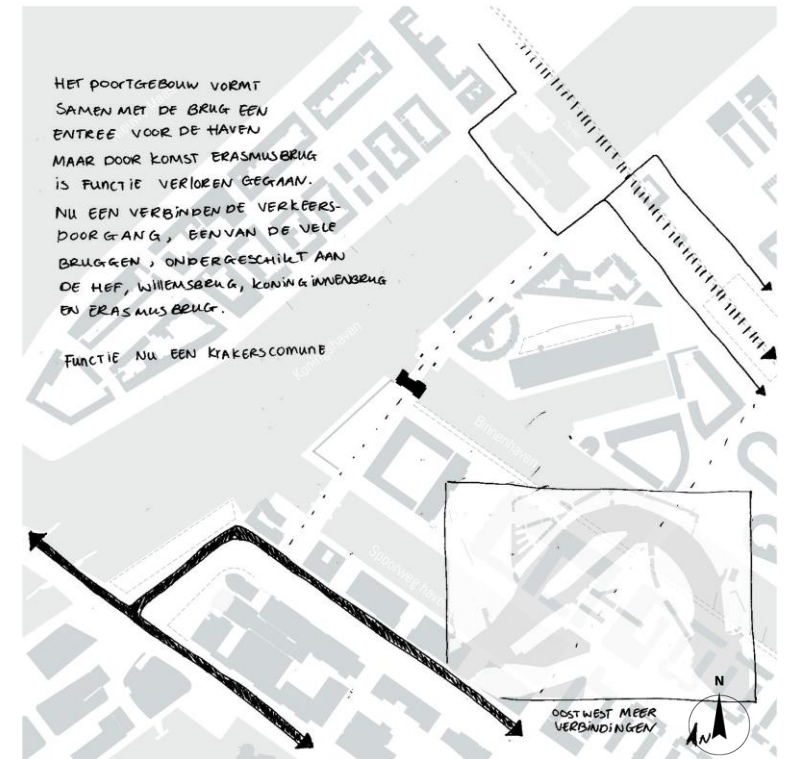 HET POORTGEBOUW VORMT
SAMEN MET DE BRUG EEN
ENTREE VOOR DE HAVEN
MAAR DOOR KOMST ERASMUSBRUG
IS FUNCTIE VERLOREN GEGAAN.
NU EEN VERBINDENDE VERKEERS-
DOORGANG, EEN VAN DE VELE
BRUGGEN, ONDERGESCHIKT AAN
DE HEF, WILLEMSBRUG, KONINGINNENBRUG
EN ERASMUSBRUG.
FUNCTIE NU EEN KRAKERSCOMUNE
Binnenhaven
Spoorweghaven
N
OOST WEST MEER
VERBINDINGEN
N